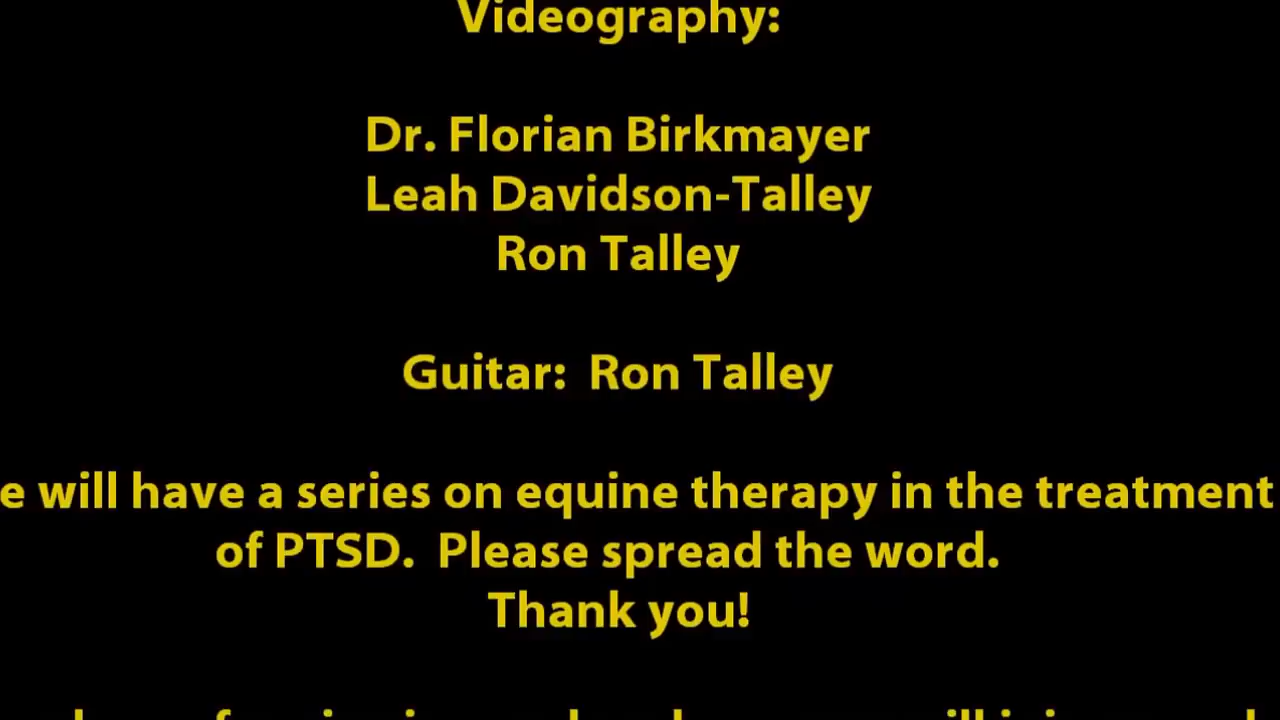 Videography:
Dr. Florian Birkmayer
Leah Davidson-Talley
Ron Talley
Guitar: Ron Talley
e will have a series on equine therapy in the treatment
of PTSD. Please spread the word.
Thank you!